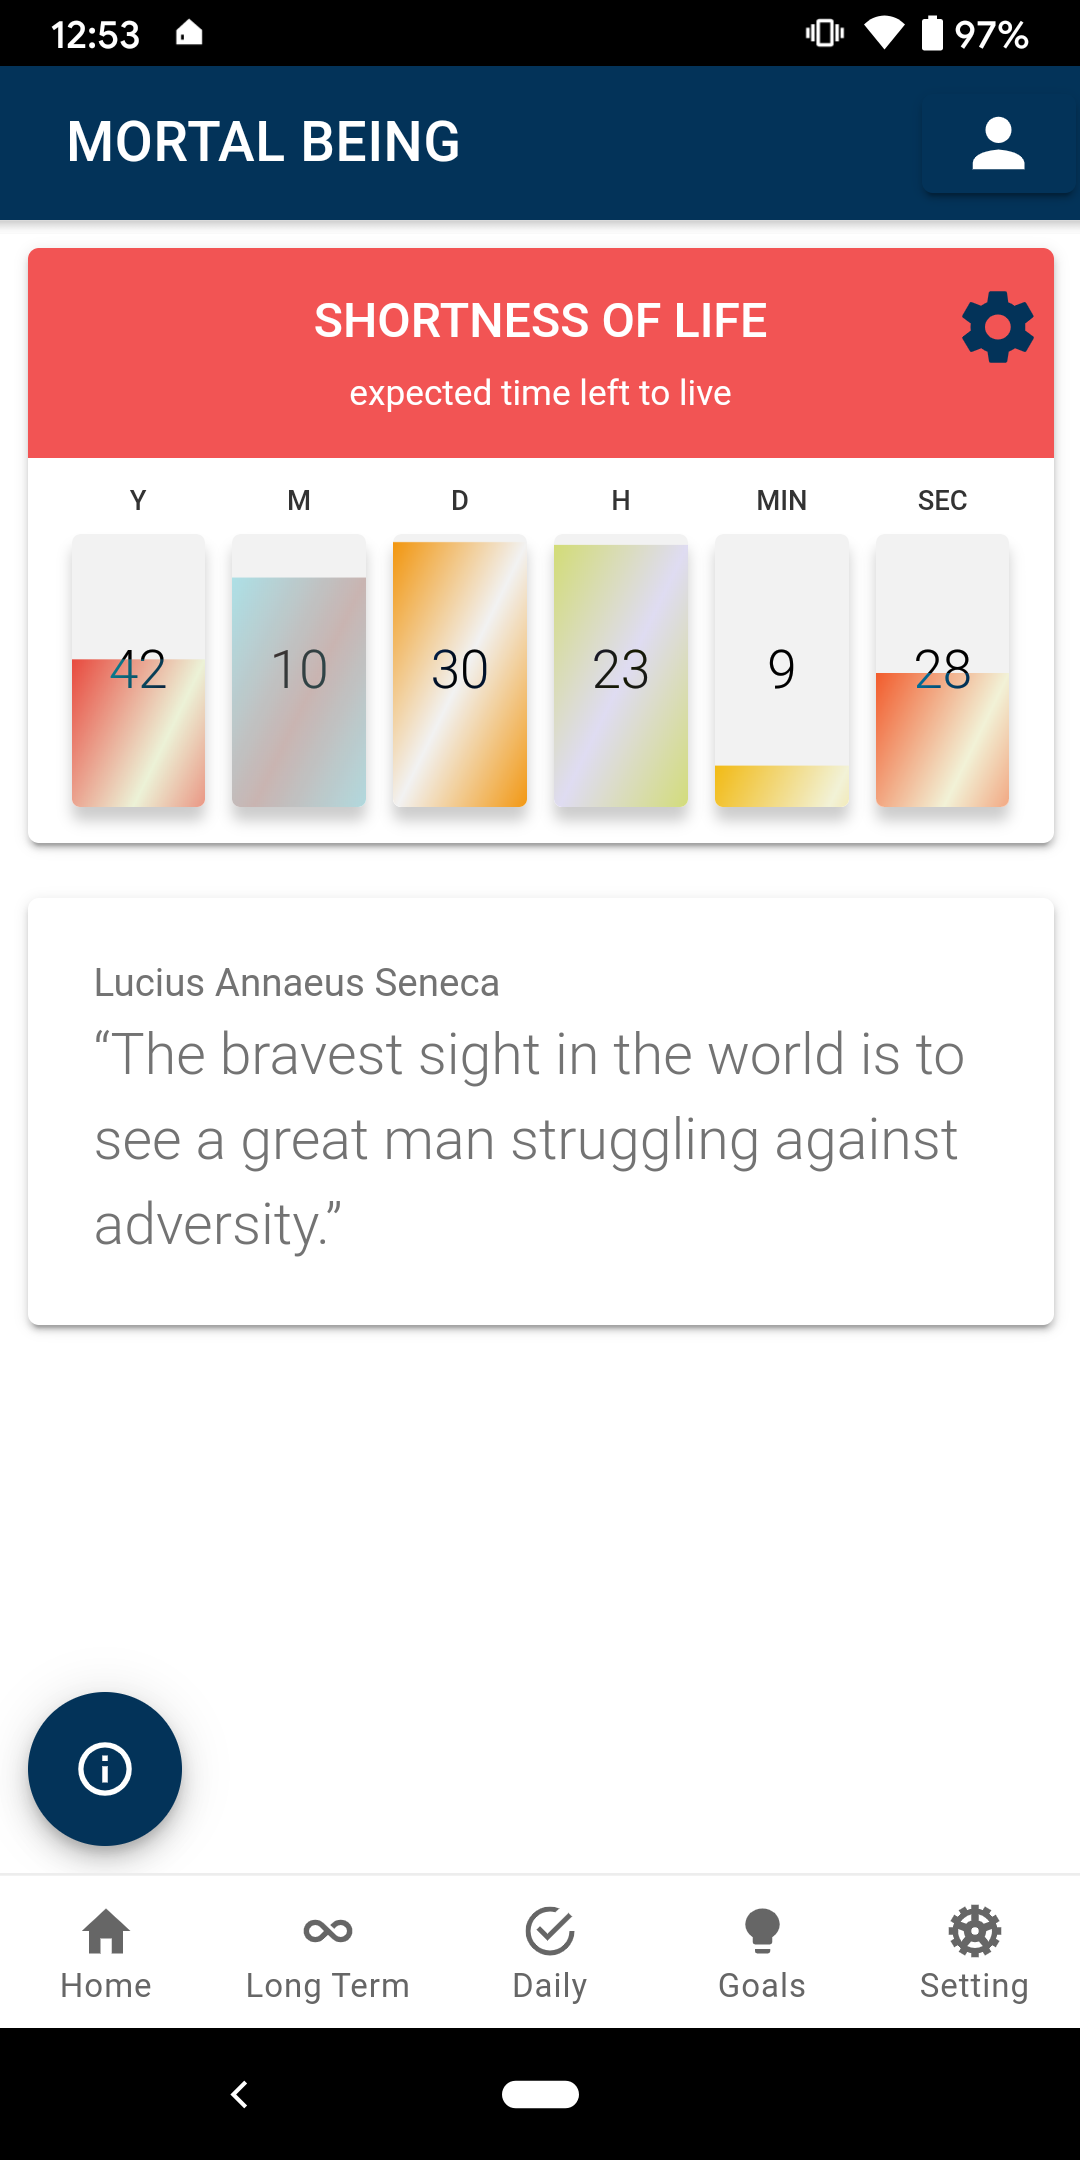 12:53
97%
MORTAL BEING
SHORTNESS OF LIFE
expected time left to live
Y M D H MIN SEC
42 10 30 23 9 28
Lucius Annaeus Seneca
“The bravest sight in the world is to
see a great man struggling against
adversity.”
Home Long Term Daily Goals Setting